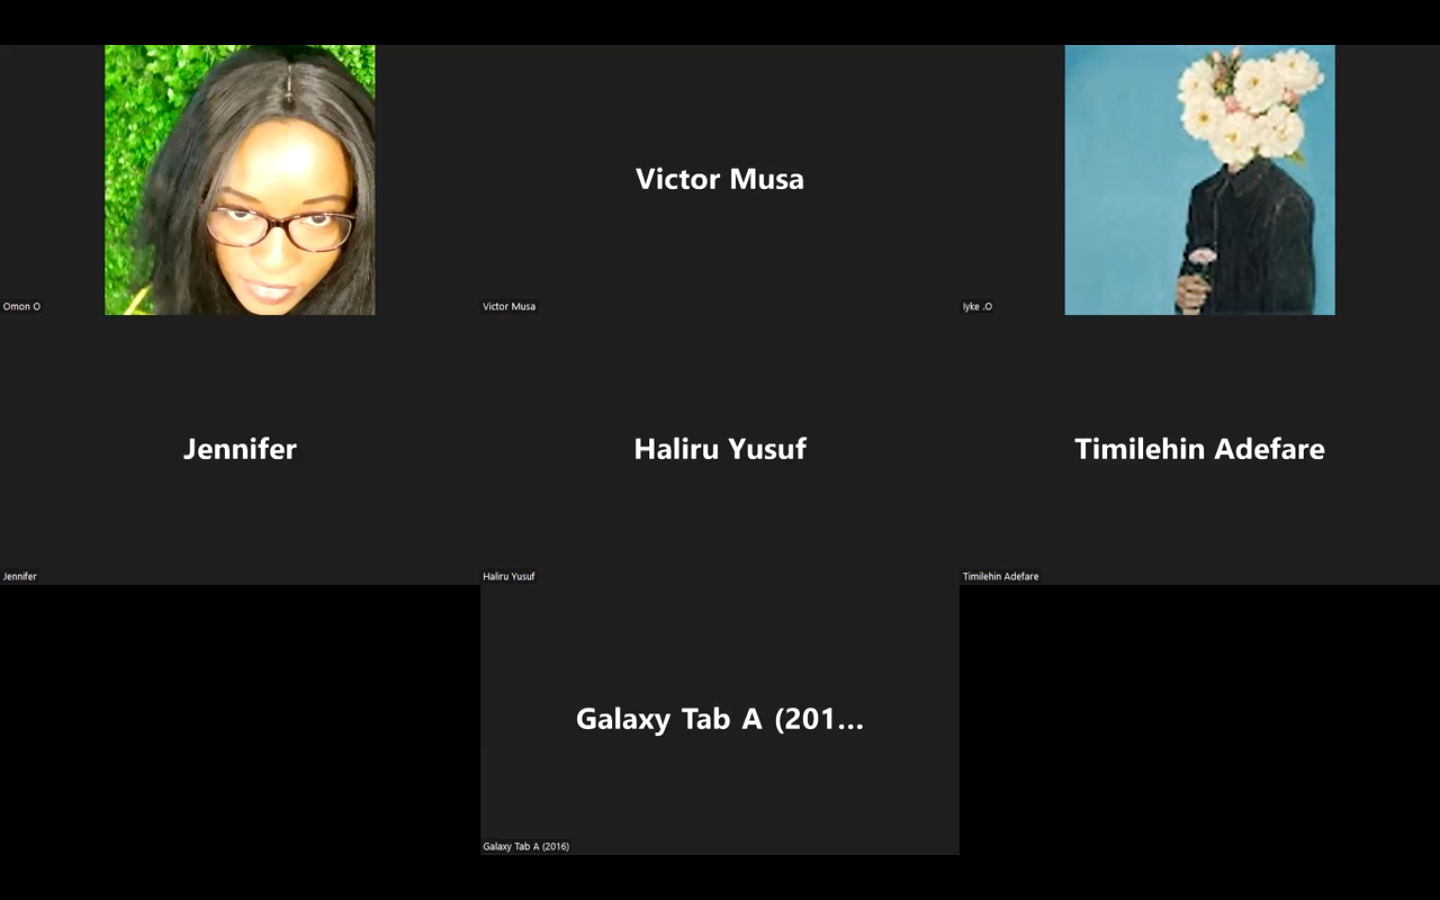 Omon O
Victor Musa
Victor Musa
Iyke .O
Jennifer
Jennifer
Haliru Yusuf
Haliru Yusuf
Timilehin Adefare
Timilehin Adefare
Galaxy Tab A (201...
Galaxy Tab A (2016)